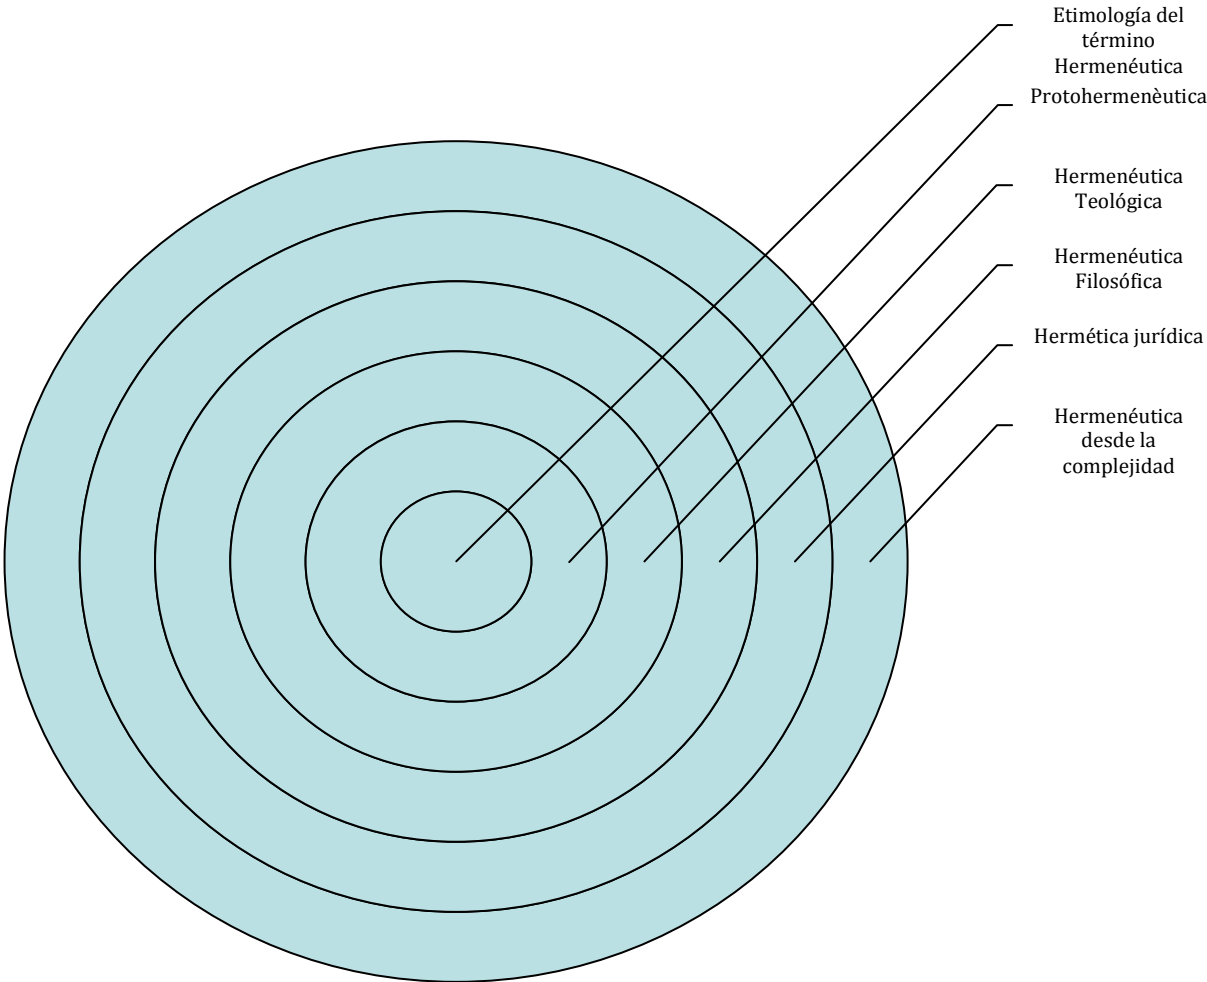 Etimología del
término
Hermenéutica
Protohermenèutica
Hermenéutica
Teológica
Hermenéutica
Filosófica
Hermética jurídica
Hermenéutica
desde la
complejidad